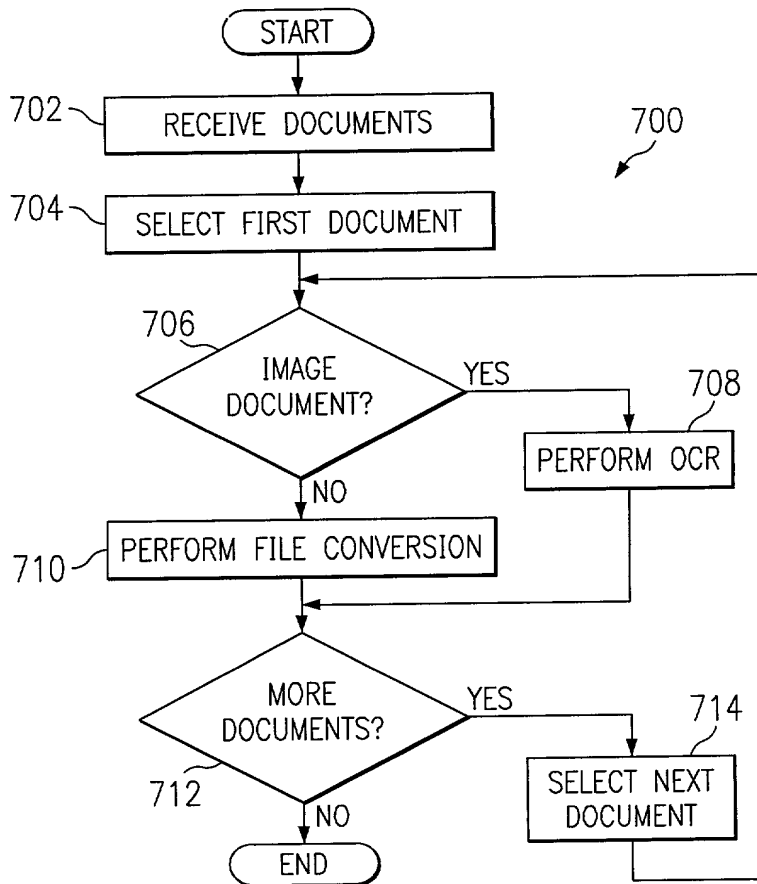 START
702
RECEIVE DOCUMENTS
700
704
SELECT FIRST DOCUMENT
706
IMAGE
DOCUMENT?
YES
708
PERFORM OCR
NO
710
PERFORM FILE CONVERSION
MORE
DOCUMENTS?
YES
714
SELECT NEXT
DOCUMENT
712
NO
END